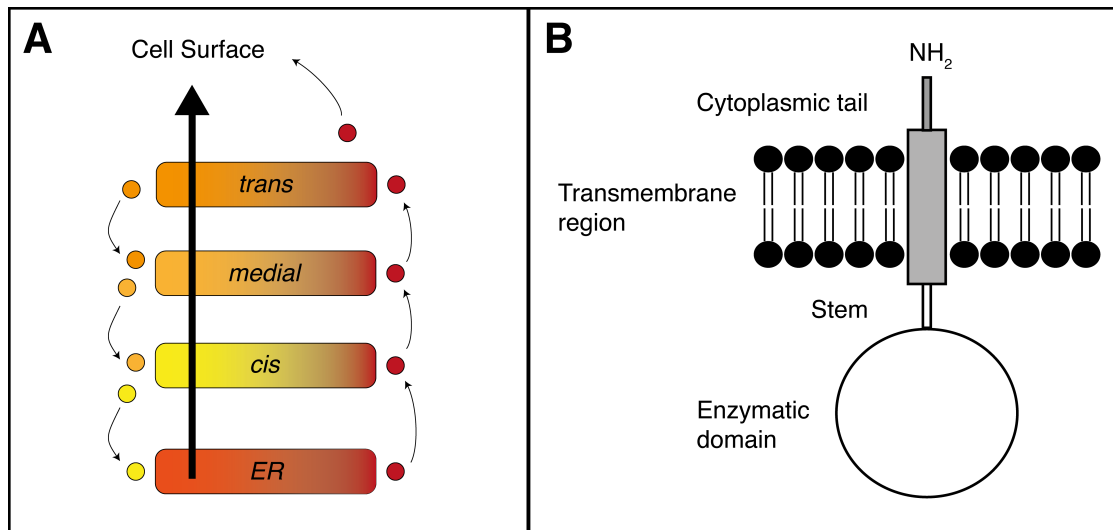 A
Cell Surface
trans
medial
cis
ER
B
NH₂
Cytoplasmic tail
Transmembrane
region
Stem
Enzymatic
domain